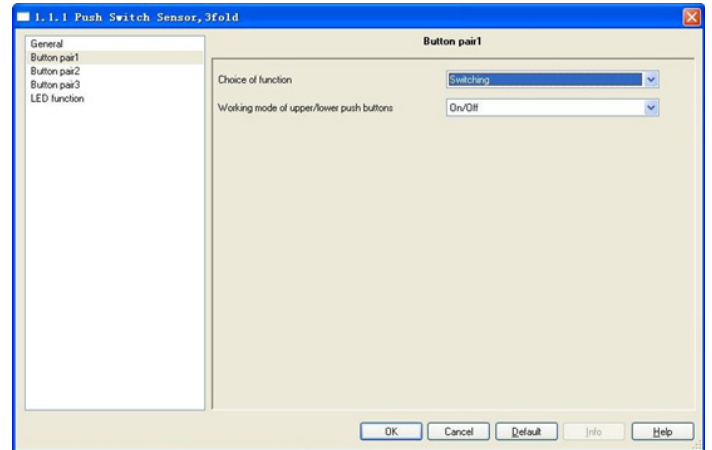 1.1.1 Push Switch Sensor,3fold
General
Button pair1
Button pair2
Button pair3
LED function
Button pair1
Choice of function
Switching
Working mode of upper/lower push buttons
On/Off
OK
Cancel
Default
Info
Help